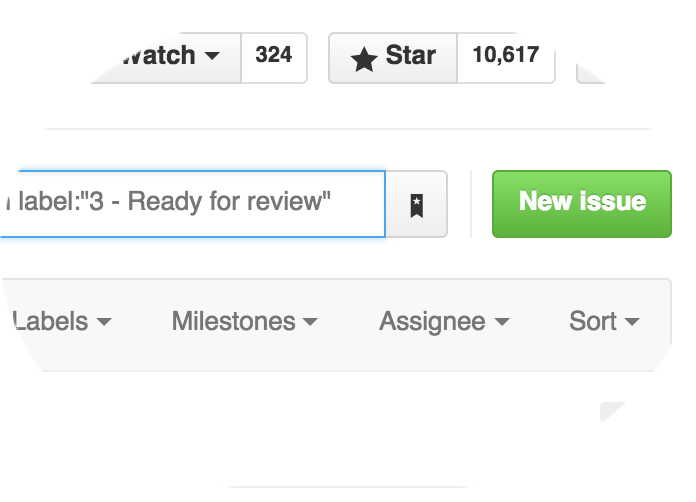 Watch 324 Star 10,617
label:"3 - Ready for review" New issue
Labels Milestones Assignee Sort